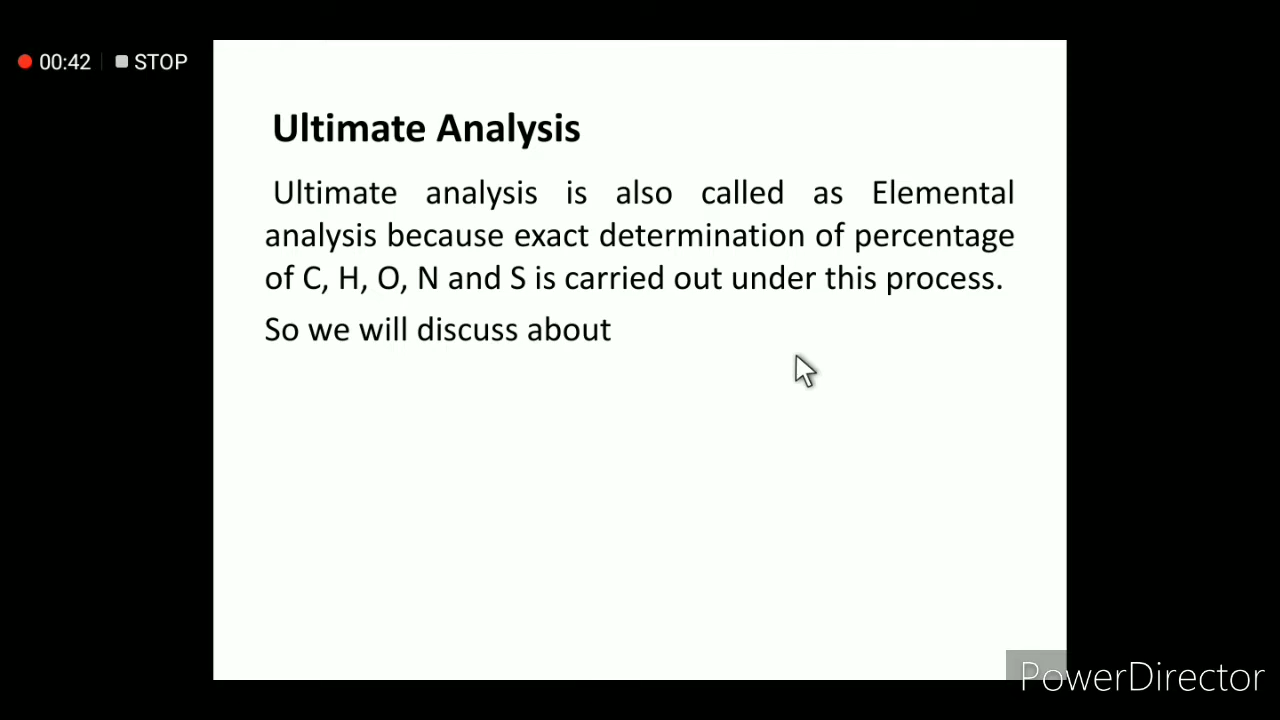 00:42 STOP
Ultimate Analysis
Ultimate analysis is also called as Elemental
analysis because exact determination of percentage
of C, H, O, N and S is carried out under this process.
So we will discuss about
PowerDirector